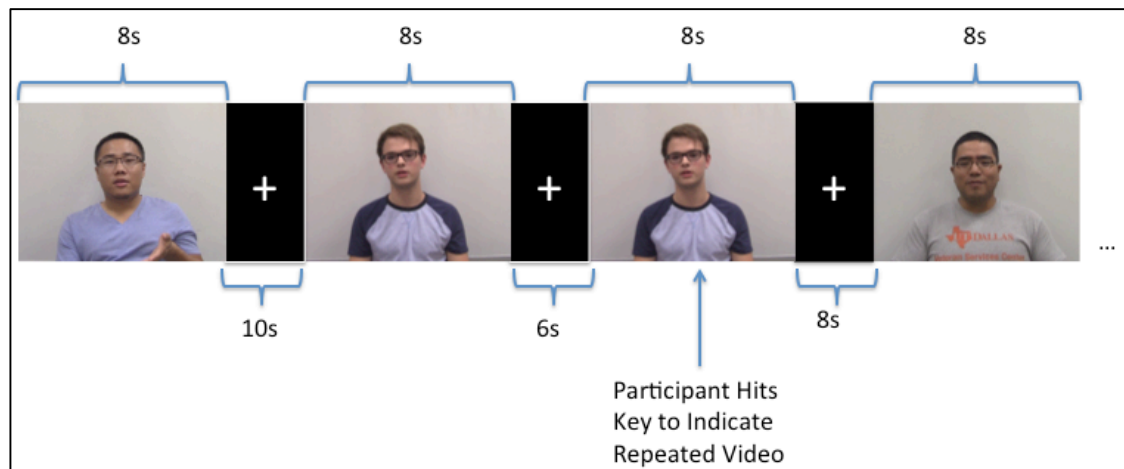 8s 8s 8s 8s
+ + +
DALLAS
...
10s 6s 8s
Participant Hits
Key to Indicate
Repeated Video